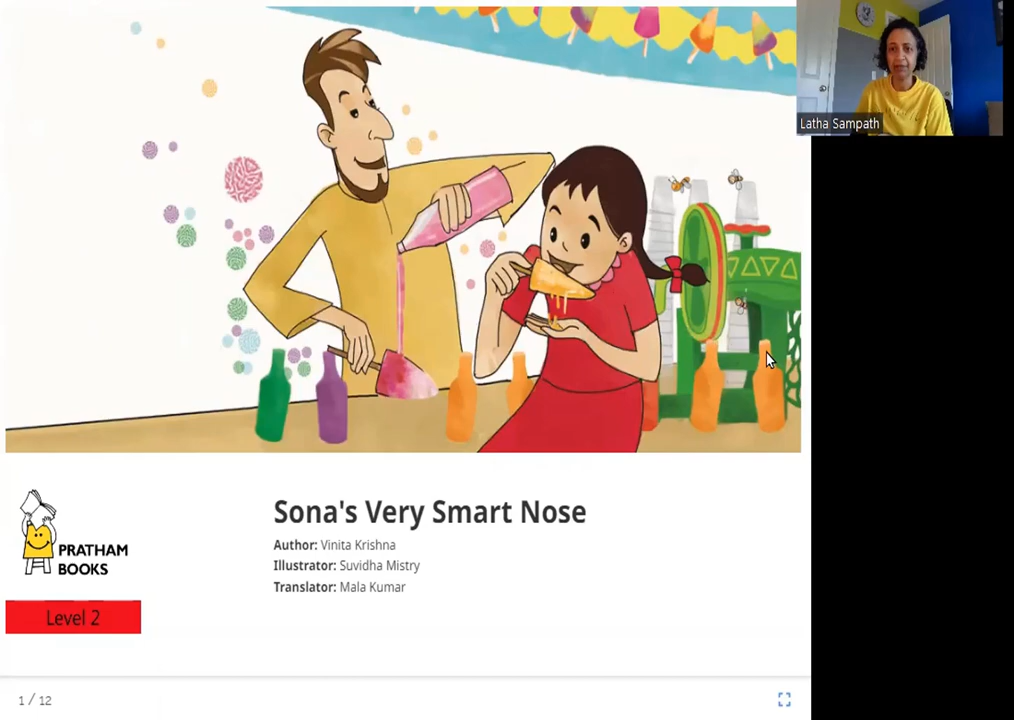 Latha Sampath
Sona's Very Smart Nose
Author: Vinita Krishna
Illustrator: Suvidha Mistry
Translator: Mala Kumar
PRATHAM
BOOKS
Level 2
1 / 12